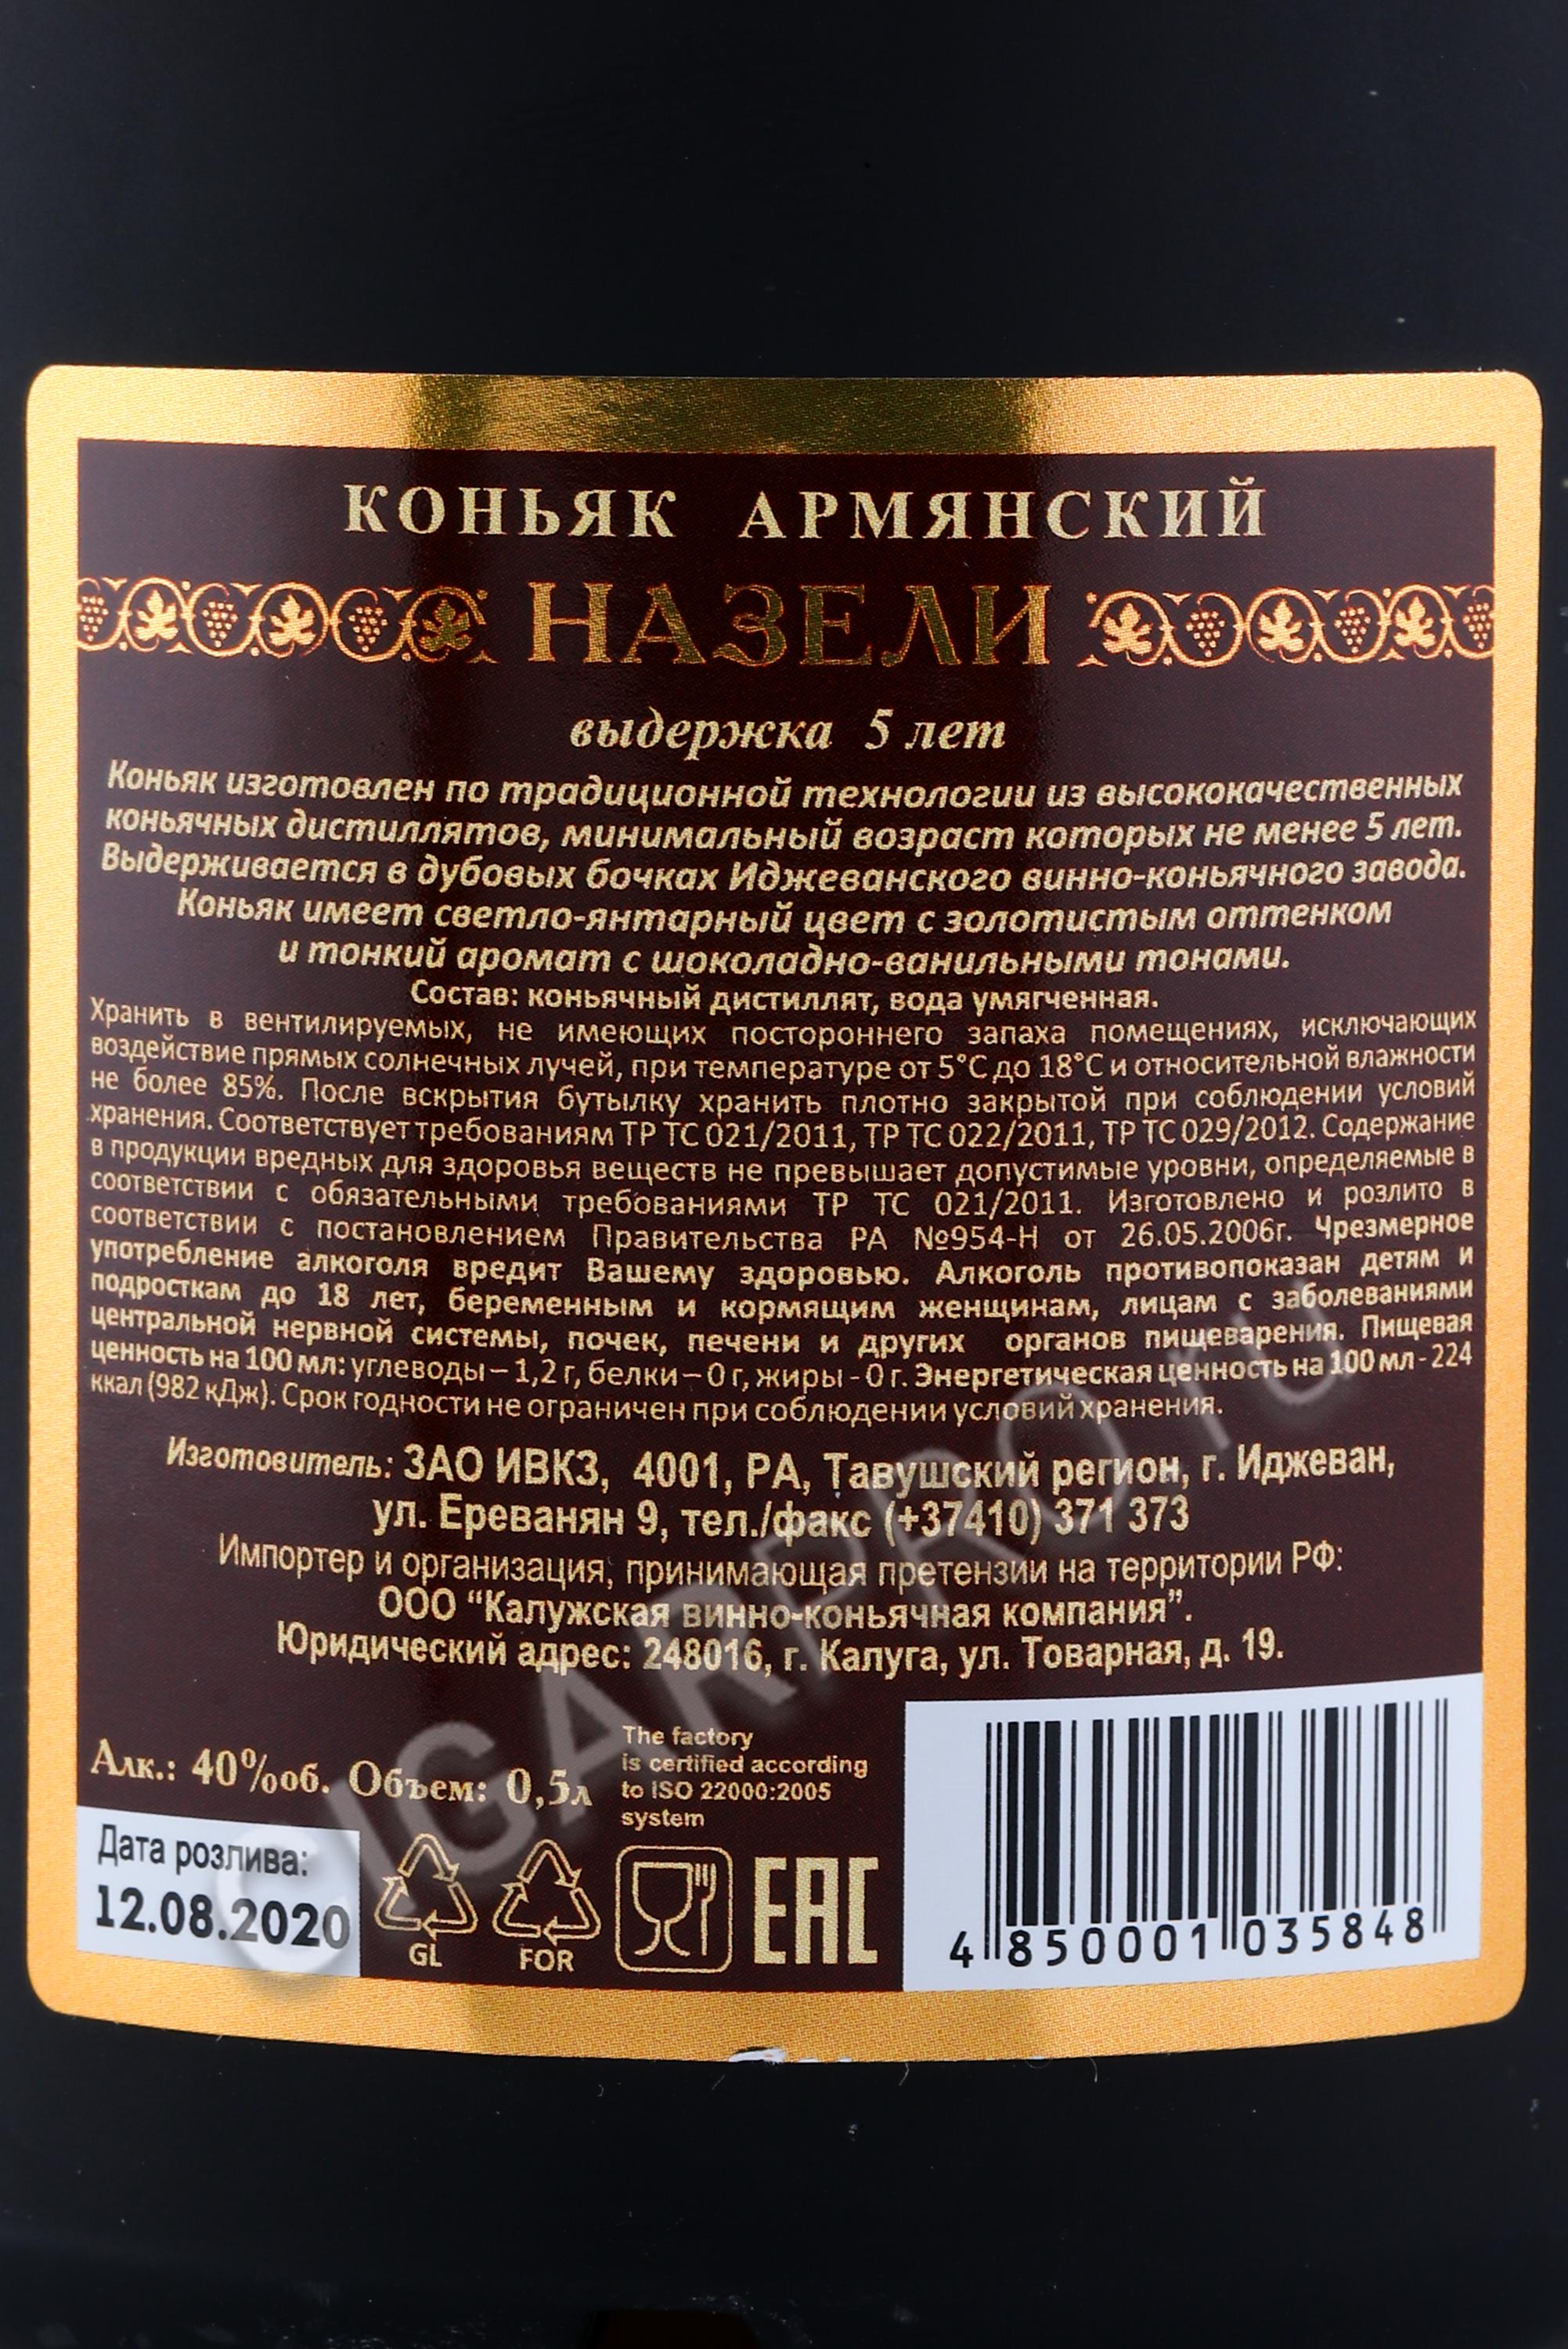 КОНЬЯК АРМЯНСКИЙ
НАЗЕЛИ
выдержка 5 лет
Коньяк изготовлен по традиционной технологии из высококачественных
коньячных дистиллятов, минимальный возраст которых не менее 5 лет.
Выдерживается в дубовых бочках Иджеванского винно-коньячного завода.
Коньяк имеет светло-янтарный цвет с золотистым оттенком
и тонкий аромат с шоколадно-ванильными тонами.
Состав: коньячный дистиллят, вода умягченная.
Хранить в вентилируемых, не имеющих постороннего запаха помещениях, исключающих
воздействие прямых солнечных лучей, при температуре от 5°С до 18°С и относительной влажности
не более 85%. После вскрытия бутылку хранить плотно закрытой при соблюдении условий
хранения. Соответствует требованиям ТР ТС 021/2011, ТР ТС 022/2011, ТР ТС 029/2012. Содержание
в продукции вредных для здоровья веществ не превышает допустимые уровни, определяемые в
соответствии с обязательными требованиями ТР ТС 021/2011. Изготовлено и розлито в
соответствии с постановлением Правительства РА №954-Н от 26.05.2006г. Чрезмерное
употребление алкоголя вредит Вашему здоровью. Алкоголь противопоказан детям и
подросткам до 18 лет, беременным и кормящим женщинам, лицам с заболеваниями
центральной нервной системы, почек, печени и других органов пищеварения. Пищевая
ценность на 100 мл: углеводы – 1,2 г, белки – 0 г, жиры - 0 г. Энергетическая ценность на 100 мл - 224
ккал (982 кДж). Срок годности не ограничен при соблюдении условий хранения.
Изготовитель: ЗАО ИВКЗ, 4001, РА, Тавушский регион, г. Иджеван,
ул. Ереванян 9, тел./факс (+37410) 371 373
Импортер и организация, принимающая претензии на территории РФ:
ООО “Калужская винно-коньячная компания”.
Юридический адрес: 248016, г. Калуга, ул. Товарная, д. 19.
Алк.: 40%об. Объем: 0,5л
The factory
is certified according
to ISO 22000:2005
system
Дата розлива:
12.08.2020
GL
FOR
EAC
4 850001 035848
CIGARPRO.ru